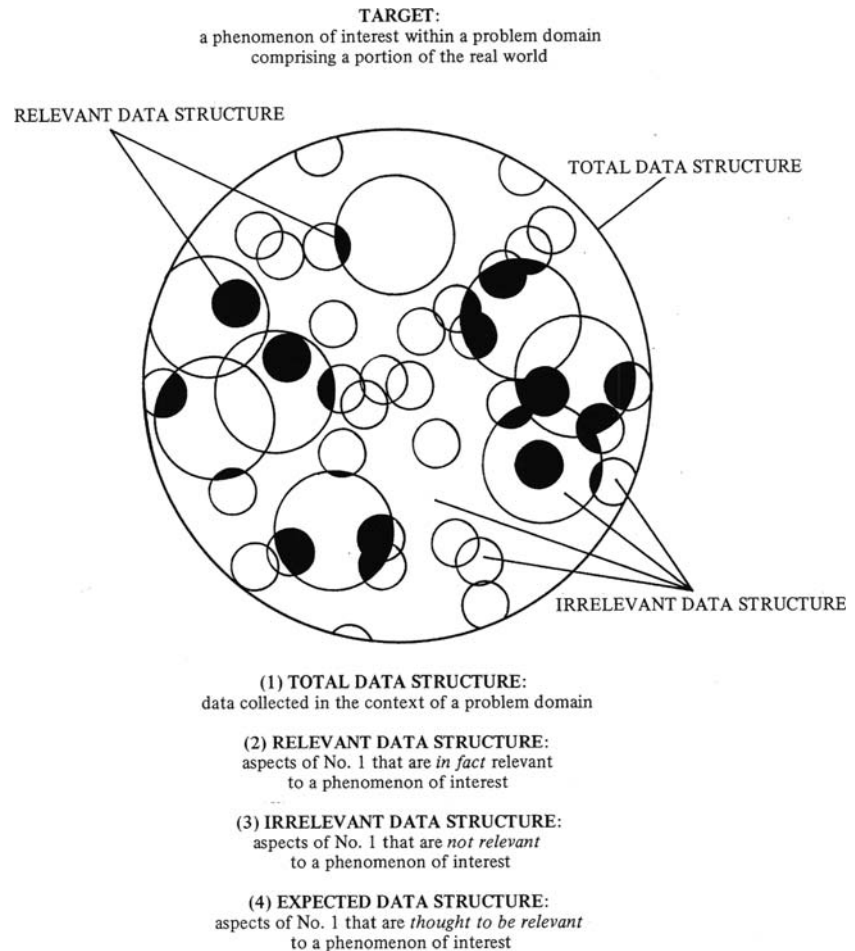 TARGET:
a phenomenon of interest within a problem domain
comprising a portion of the real world
RELEVANT DATA STRUCTURE
TOTAL DATA STRUCTURE
IRRELEVANT DATA STRUCTURE
(1) TOTAL DATA STRUCTURE:
data collected in the context of a problem domain
(2) RELEVANT DATA STRUCTURE:
aspects of No. 1 that are in fact relevant
to a phenomenon of interest
(3) IRRELEVANT DATA STRUCTURE:
aspects of No. 1 that are not relevant
to a phenomenon of interest
(4) EXPECTED DATA STRUCTURE:
aspects of No. 1 that are thought to be relevant
to a phenomenon of interest